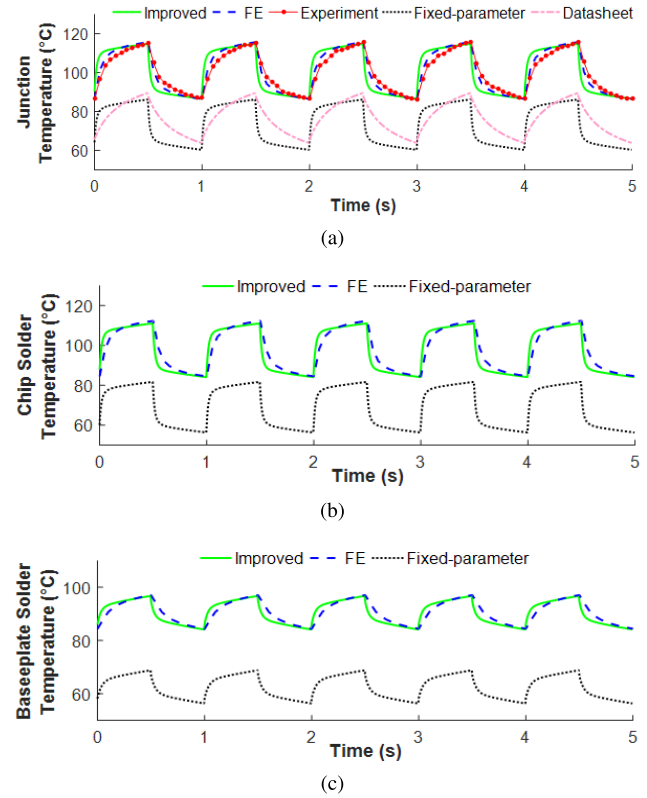 Improved FE Experiment Fixed-parameter Datasheet
Junction
Temperature (°C)
120
100
80
60
0 1 2 3 4 5
Time (s)
(a)
Improved FE Fixed-parameter
Chip Solder
Temperature (°C)
120
100
80
60
0 1 2 3 4 5
Time (s)
(b)
Improved FE Fixed-parameter
Baseeplate Solder
Temperature (°C)
100
80
60
0 1 2 3 4 5
Time (s)
(c)